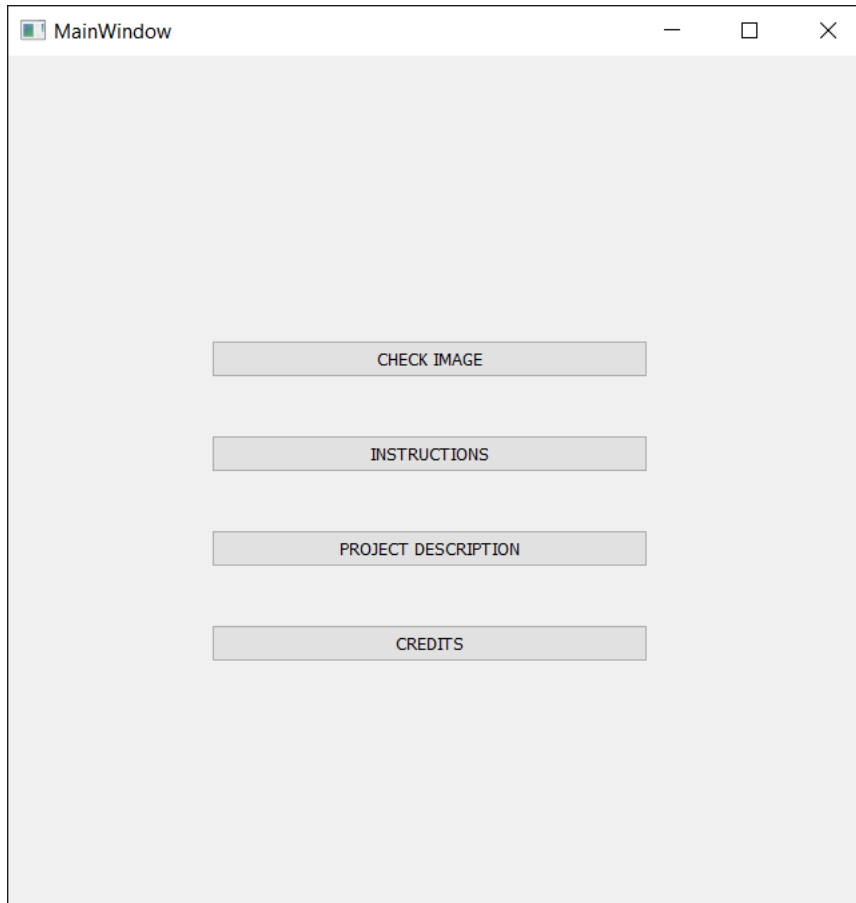 MainWindow
CHECK IMAGE
INSTRUCTIONS
PROJECT DESCRIPTION
CREDITS